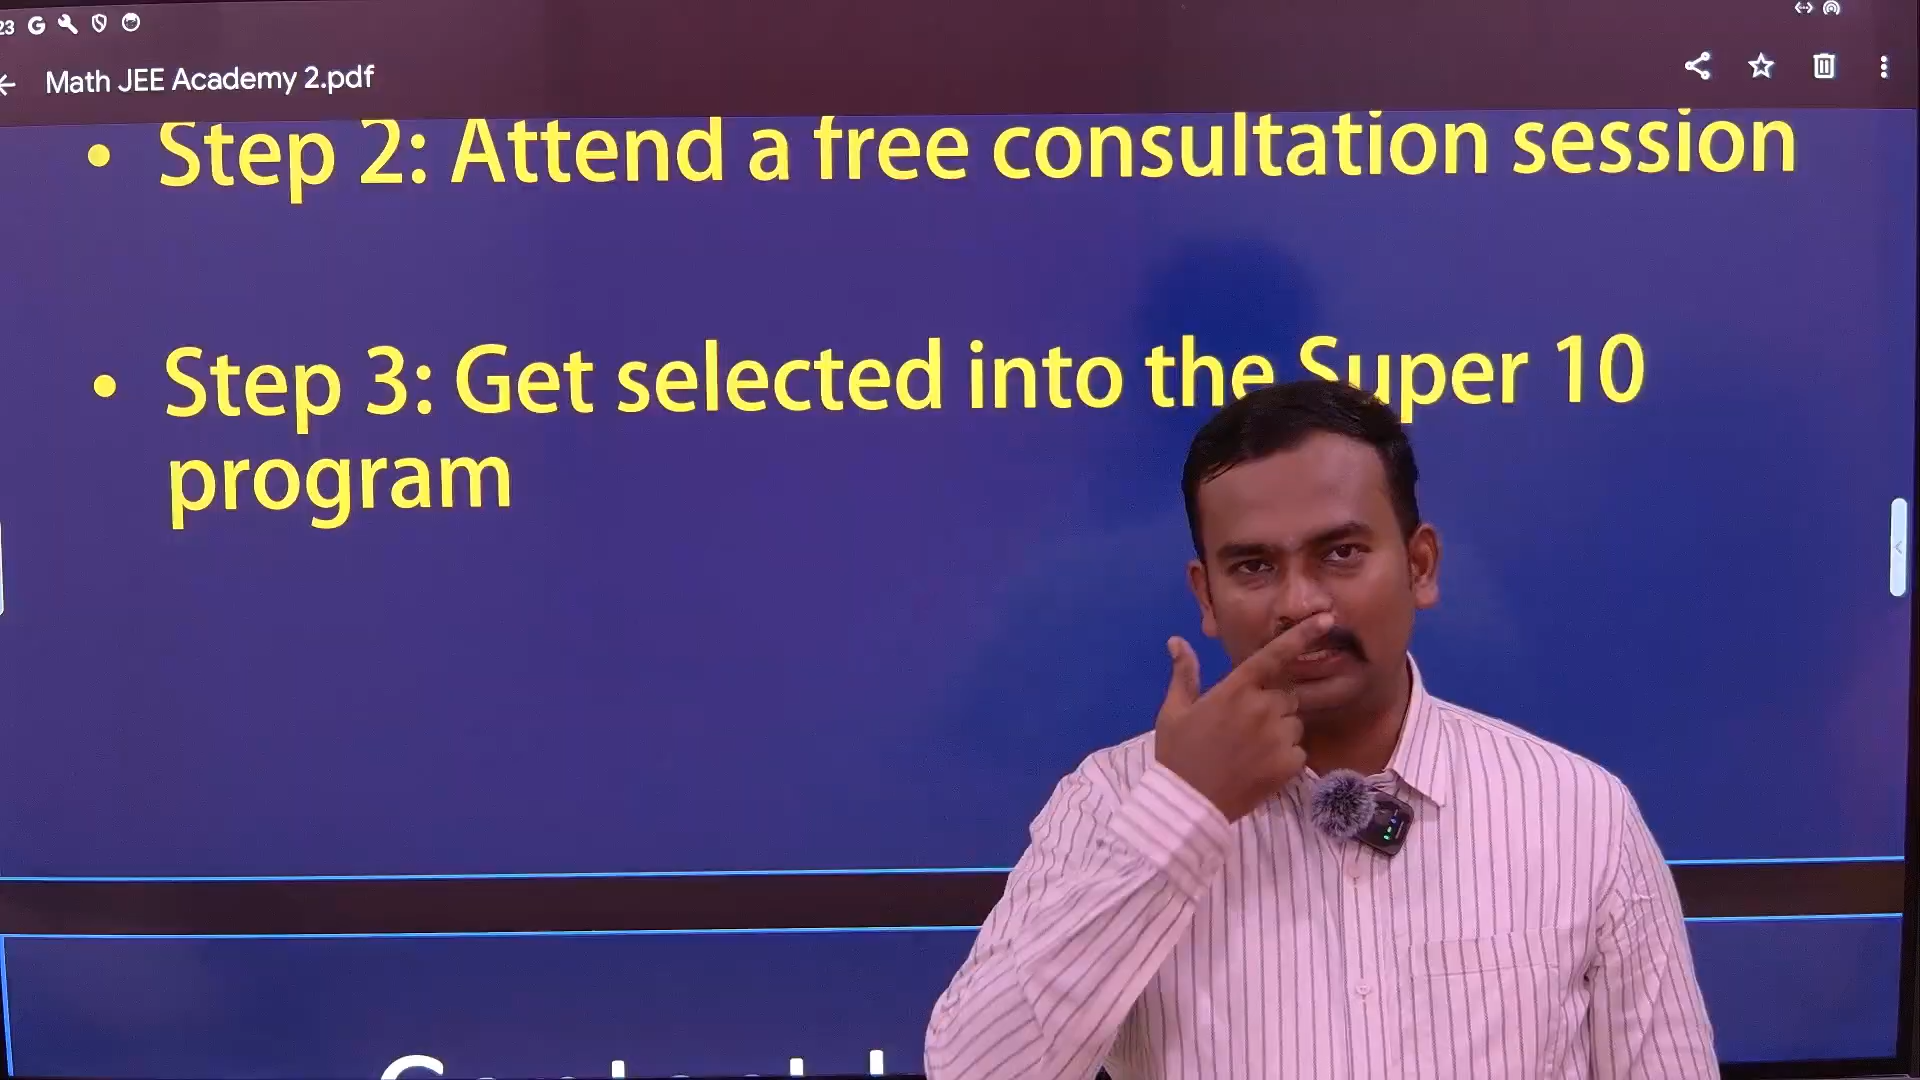 23
Math JEE Academy 2.pdf
• Step 2: Attend a free consultation session
• Step 3: Get selected into the Super 10
program